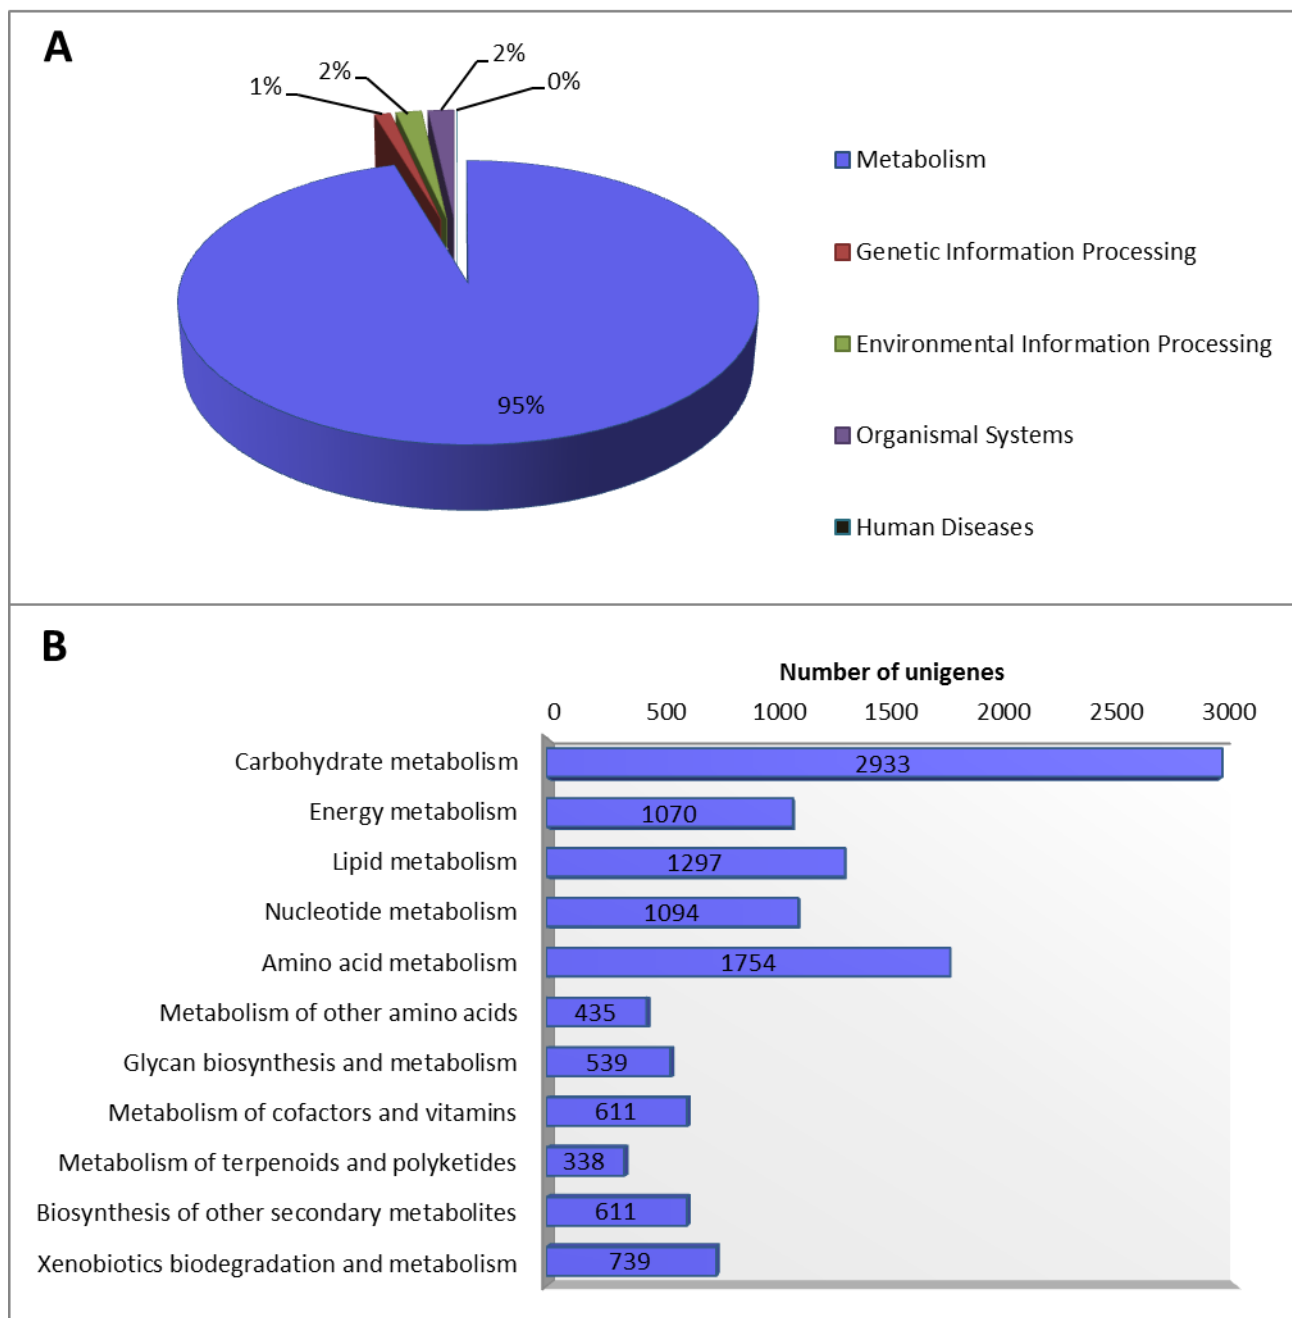 A
1%
2%
2%
0%
95%
Metabolism
Genetic Information Processing
Environmental Information Processing
Organismal Systems
Human Diseases
B
Number of unigenes
0 500 1000 1500 2000 2500 3000
Carbohydrate metabolism 2933
Energy metabolism 1070
Lipid metabolism 1297
Nucleotide metabolism 1094
Amino acid metabolism 1754
Metabolism of other amino acids 435
Glycan biosynthesis and metabolism 539
Metabolism of cofactors and vitamins 611
Metabolism of terpenoids and polyketides 338
Biosynthesis of other secondary metabolites 611
Xenobiotics biodegradation and metabolism 739